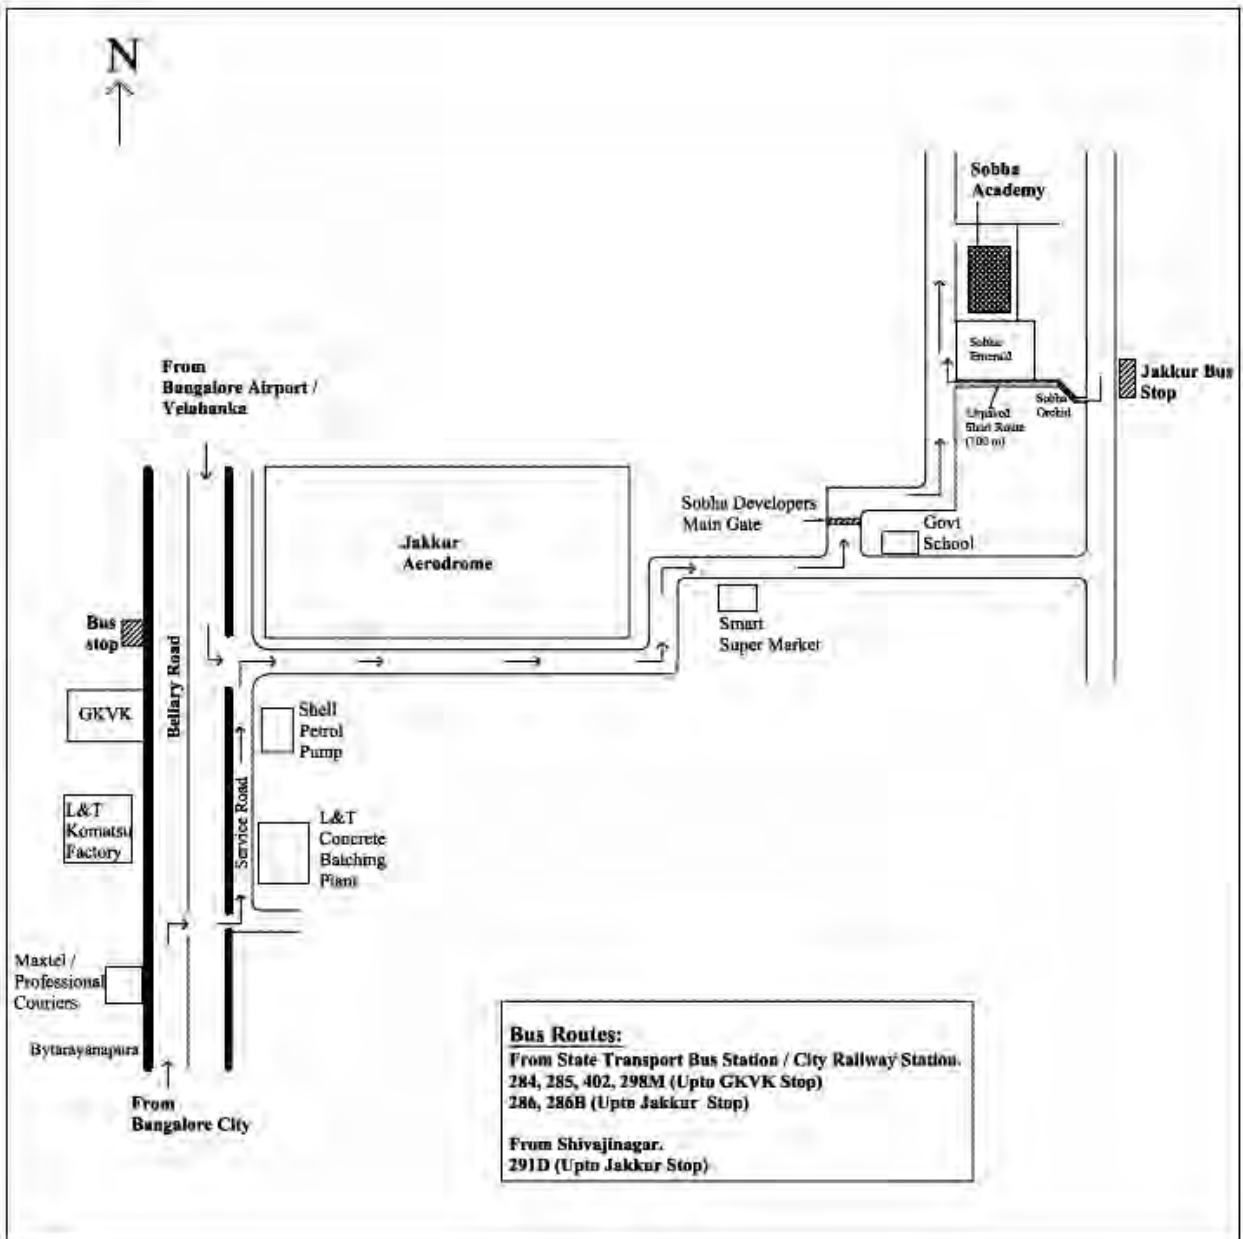 N
Sobha
Academy
From
Bangalore Airport /
Yelahanka
Sobha
Emerald
Jakkur Bus
Stop
Sobha
Orchid
Unpaved
Short Route
(100 m)
Sobha Developers
Main Gate
Govt
School
Jakkur
Aerodrome
Bus
stop
Smart
Super Market
Bellary Road
GKVK
Shell
Petrol
Pump
Service Road
L&T
Komatsu
Factory
L&T
Concrete
Batching
Plant
Maxtel /
Professional
Couriers
Bytarayanapura
From
Bangalore City
Bus Routes:
From State Transport Bus Station / City Railway Station.
284, 285, 402, 298M (Upto GKVK Stop)
286, 286B (Upto Jakkur Stop)
From Shivajinagar.
291D (Upto Jakkur Stop)